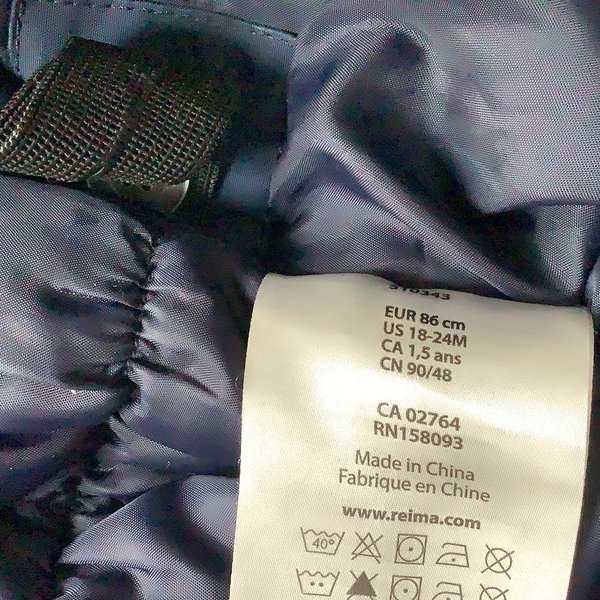 EUR 86 cm
US 18-24M
CA 1,5 ans
CN 90/48
CA 02764
RN158093
Made in China
Fabrique en Chine
www.reima.com
40°